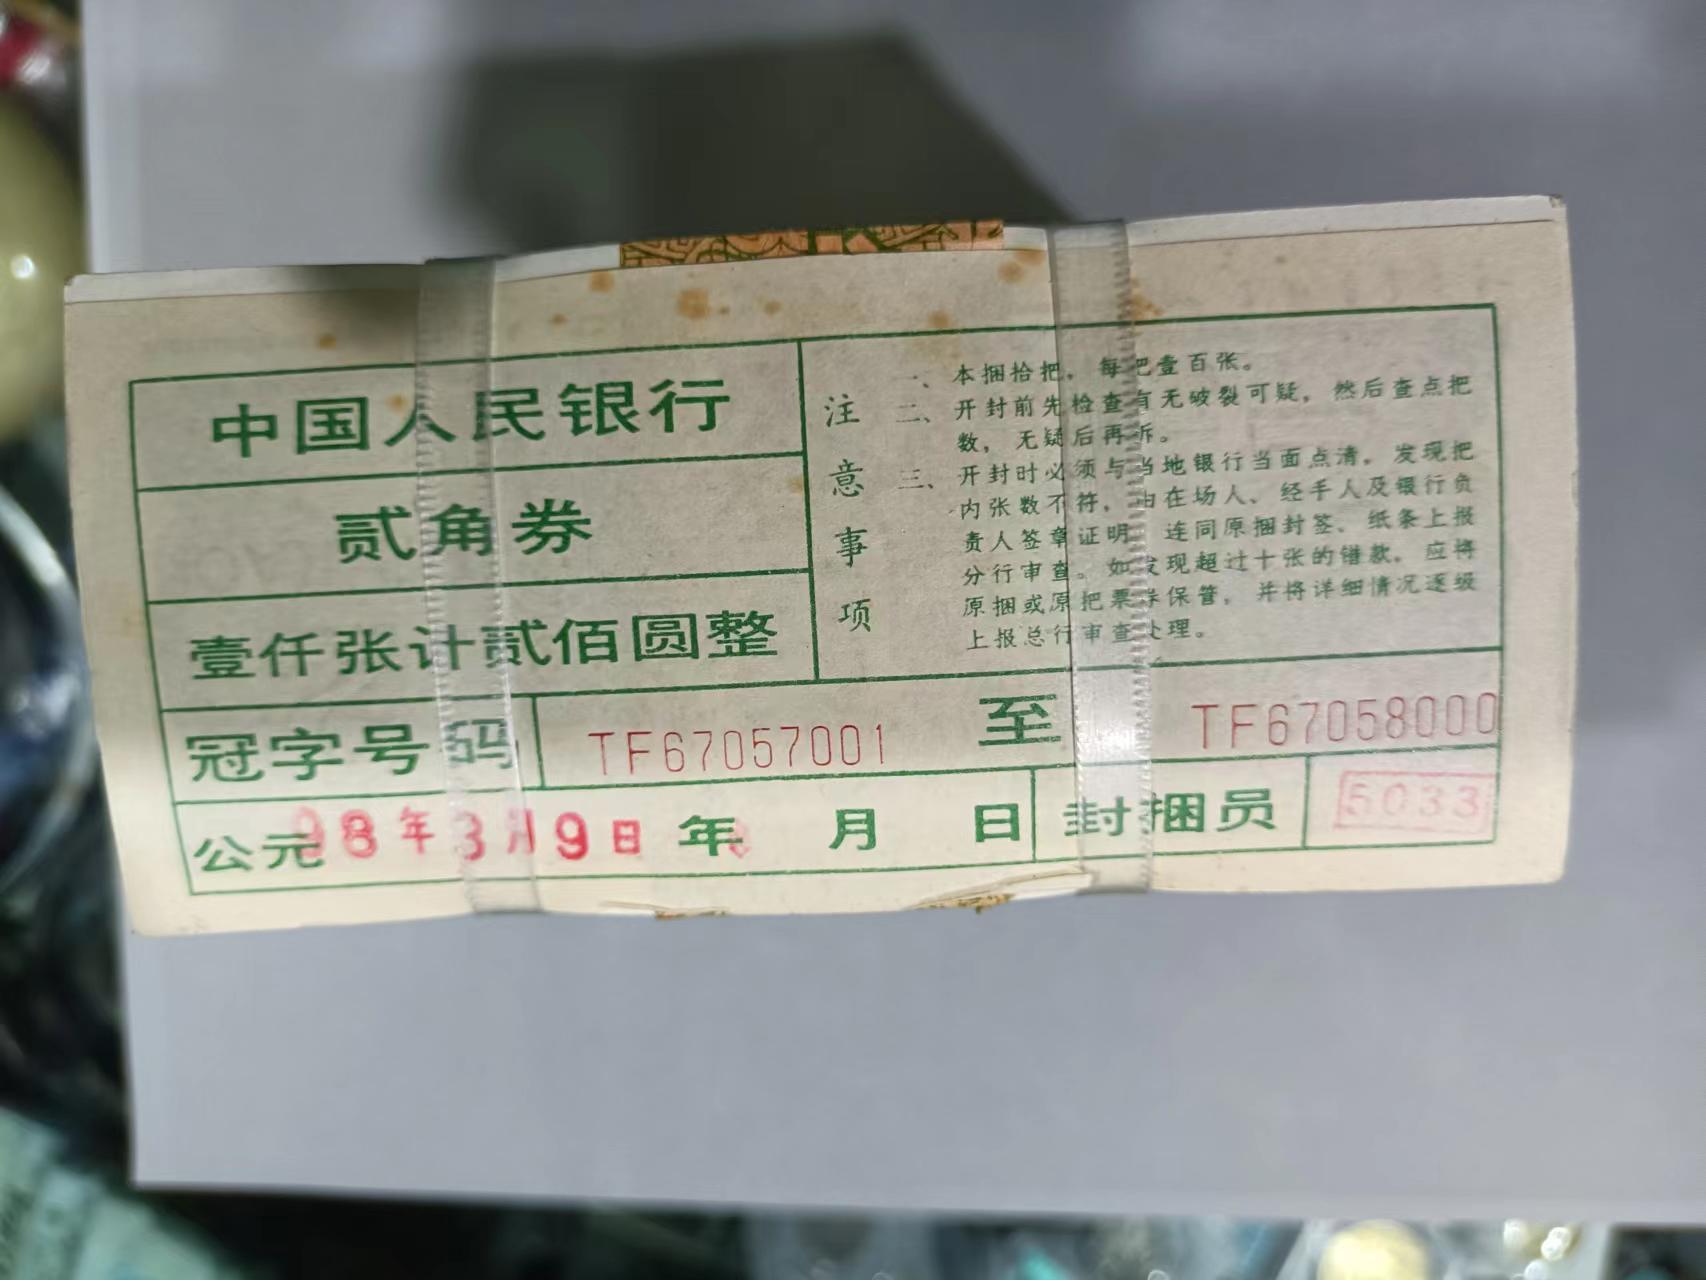 中国人民银行
贰角券
壹仟张计贰佰圆整
注意事项
一、本捆拾把，每把壹百张。
二、开封前先检查有无破裂可疑，然后查点把
数，无疑后再拆。
三、开封时必须与当地银行当面点清，发现把
内张数不符，由在场人、经手人及银行负
责人签章证明，连同原捆封签、纸条上报
分行审查。如发现超过十张的错款，应将
原捆或原把票券保管，并将详细情况逐级
上报总行审查处理。
冠字号码 TF67057001 至 TF67058000
公元 98年3月9日 年 月 日 封捆员 5033